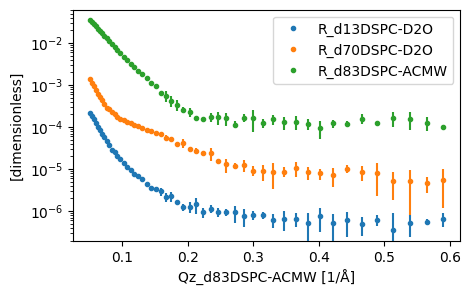 R_d13DSPC-D2O
R_d70DSPC-D2O
R_d83DSPC-ACMW
[dimensionless]
10⁻²
10⁻³
10⁻⁴
10⁻⁵
10⁻⁶
0.1 0.2 0.3 0.4 0.5 0.6
Qz_d83DSPC-ACMW [1/Å]